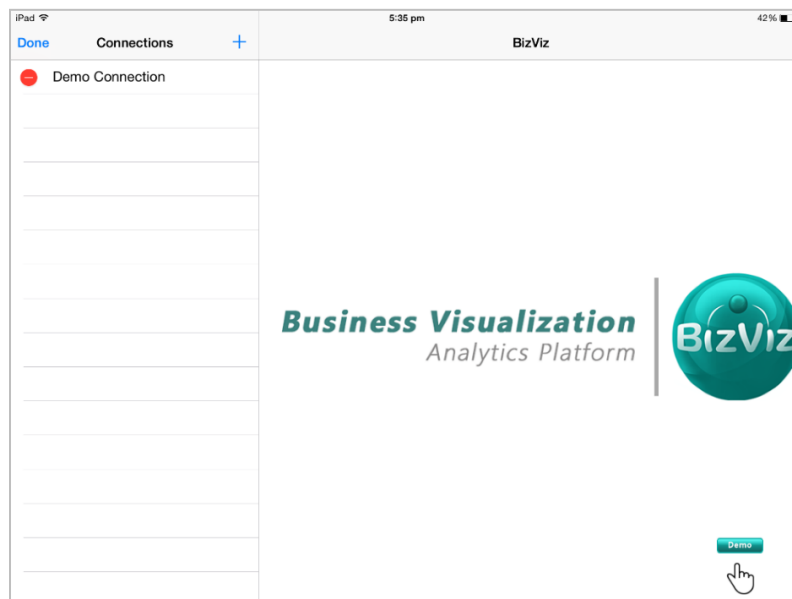 iPad 5:35 pm 42%
Done Connections + BizViz
Demo Connection
Business Visualization
Analytics Platform
BizViz
Demo